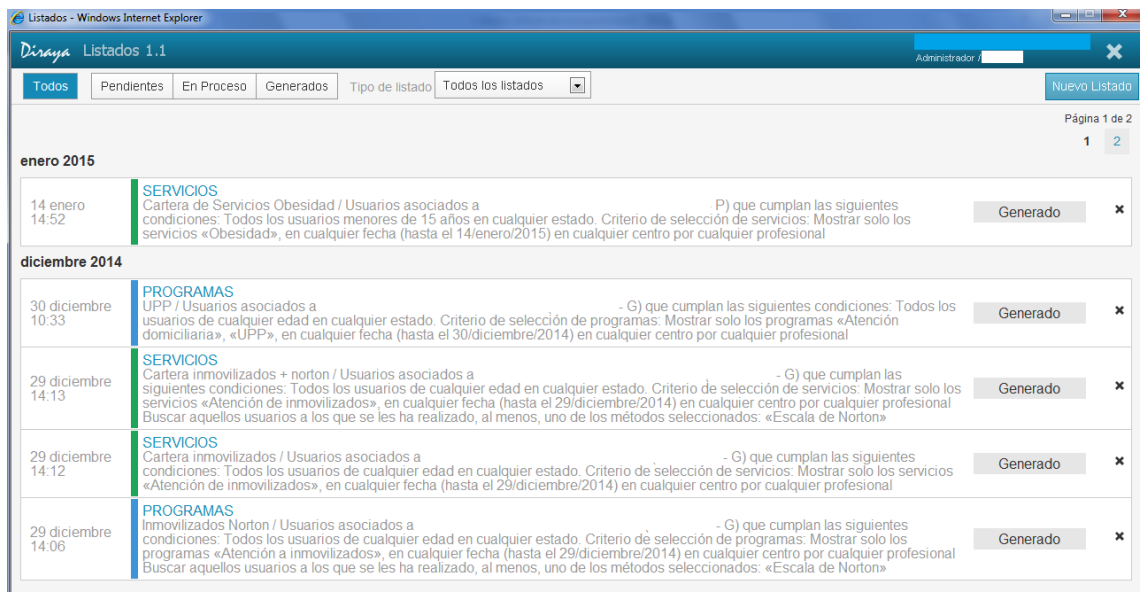 Listados - Windows Internet Explorer
Diraya Listados 1.1
Administrador /
Todos Pendientes En Proceso Generados Tipo de listado Todos los listados Nuevo Listado
Página 1 de 2
1 2
enero 2015
14 enero
14:52
SERVICIOS
Cartera de Servicios Obesidad / Usuarios asociados a P) que cumplan las siguientes
condiciones: Todos los usuarios menores de 15 años en cualquier estado. Criterio de selección de servicios: Mostrar solo los
servicios «Obesidad», en cualquier fecha (hasta el 14/enero/2015) en cualquier centro por cualquier profesional
Generado
diciembre 2014
30 diciembre
10:33
PROGRAMAS
UPP / Usuarios asociados a - G) que cumplan las siguientes condiciones: Todos los
usuarios de cualquier edad en cualquier estado. Criterio de selección de programas: Mostrar solo los programas «Atención
domiciliaria», «UPP», en cualquier fecha (hasta el 30/diciembre/2014) en cualquier centro por cualquier profesional
Generado
29 diciembre
14:13
SERVICIOS
Cartera inmovilizados + norton / Usuarios asociados a - G) que cumplan las
siguientes condiciones: Todos los usuarios de cualquier edad en cualquier estado. Criterio de selección de servicios: Mostrar solo los
servicios «Atención de inmovilizados», en cualquier fecha (hasta el 29/diciembre/2014) en cualquier centro por cualquier profesional
Buscar aquellos usuarios a los que se les ha realizado, al menos, uno de los métodos seleccionados: «Escala de Norton»
Generado
29 diciembre
14:12
SERVICIOS
Cartera inmovilizados / Usuarios asociados a - G) que cumplan las siguientes
condiciones: Todos los usuarios de cualquier edad en cualquier estado. Criterio de selección de servicios: Mostrar solo los servicios
«Atención de inmovilizados», en cualquier fecha (hasta el 29/diciembre/2014) en cualquier centro por cualquier profesional
Generado
29 diciembre
14:06
PROGRAMAS
Inmovilizados Norton / Usuarios asociados a - G) que cumplan las siguientes
condiciones: Todos los usuarios de cualquier edad en cualquier estado. Criterio de selección de programas: Mostrar solo los
programas «Atención a inmovilizados», en cualquier fecha (hasta el 29/diciembre/2014) en cualquier centro por cualquier profesional
Buscar aquellos usuarios a los que se les ha realizado, al menos, uno de los métodos seleccionados: «Escala de Norton»
Generado